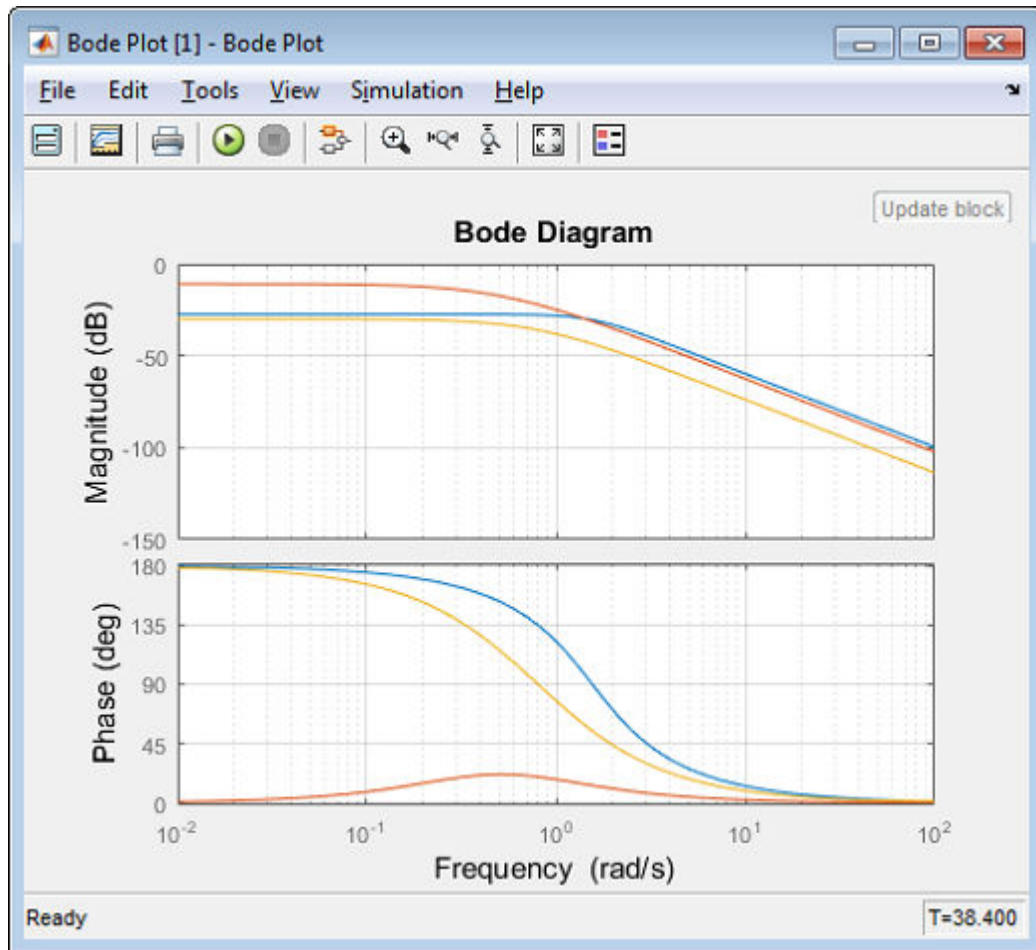 Bode Plot [1] - Bode Plot
File Edit Tools View Simulation Help
Update block
Bode Diagram
Magnitude (dB)
0
-50
-100
-150
Phase (deg)
180
135
90
45
0
10^-2 10^-1 10^0 10^1 10^2
Frequency (rad/s)
Ready T=38.400